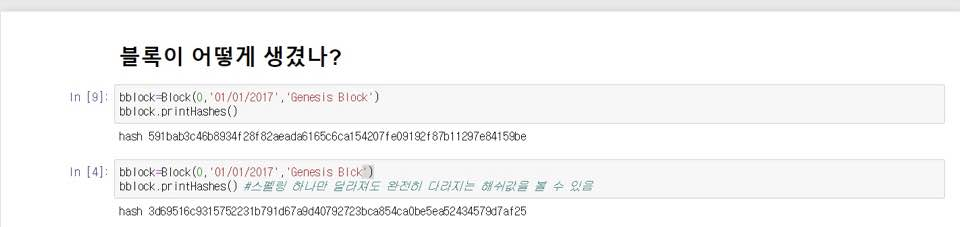 블록이 어떻게 생겼나?
In [9]: bblock=Block(0,'01/01/2017','Genesis Block')
bblock.printHashes()
hash 591bab3c46b8934f28f82aeada6165c6ca154207fe09192f87b11297e84159be
In [4]: bblock=Block(0,'01/01/2017','Genesis Blck')
bblock.printHashes() #스펠링 하나만 달라져도 완전히 다라지는 해쉬값을 볼 수 있음
hash 3d69516c9315752231b791d67a9d40792723bca854ca0be5ea52434579d7af25